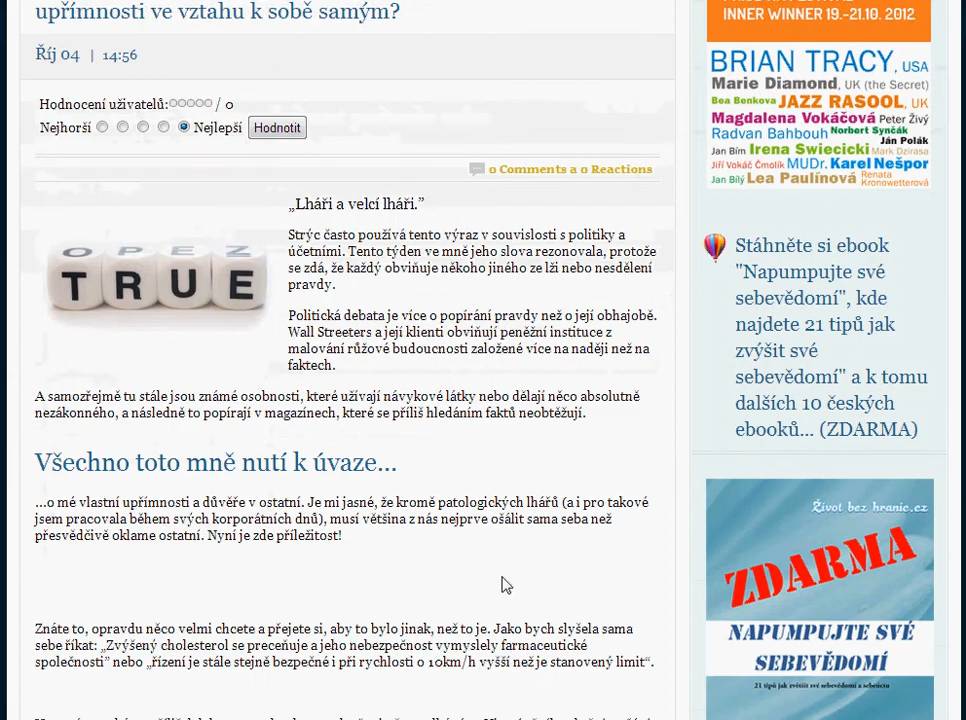 upřímnosti ve vztahu k sobě samým?
Říj 04 | 14:56
Hodnocení uživatelů: / 0
Nejhorší Nejlepší Hodnotit
0 Comments a 0 Reactions
OPEZ
TRUE
„Lháři a velcí lháři.”
Strýc často používá tento výraz v souvislosti s politiky a
účetními. Tento týden ve mně jeho slova rezonovala, protože
se zdá, že každý obviňuje někoho jiného ze lži nebo nesdělení
pravdy.
Politická debata je více o popírání pravdy než o její obhajobě.
Wall Streeters a její klienti obviňují peněžní instituce z
malování růžové budoucnosti založené více na naději než na
faktech.
A samozřejmě tu stále jsou známé osobnosti, které užívají návykové látky nebo dělají něco absolutně
nezákonného, a následně to popírají v magazínech, které se příliš hledáním faktů neobtěžují.
Všechno toto mně nutí k úvaze...
...o mé vlastní upřímnosti a důvěře v ostatní. Je mi jasné, že kromě patologických lhářů (a i pro takové
jsem pracovala během svých korporátních dnů), musí většina z nás nejprve ošálit sama seba než
přesvědčivě oklame ostatní. Nyní je zde příležitost!
Znáte to, opravdu něco velmi chcete a přejete si, aby to bylo jinak, než to je. Jako bych slyšela sama
sebe říkat: „Zvýšený cholesterol se preceňuje a jeho nebezpečnost vymyslely farmaceutické
společnosti” nebo „řízení je stále stejně bezpečné i při rychlosti o 10km/h vyšší než je stanovený limit“.
INNER WINNER 19.-21.10. 2012
BRIAN TRACY, USA
Marie Diamond, UK (the Secret)
Bea Benkova JAZZ RASOOL, UK
Magdalena Vokáčová Peter Živý
Radvan Bahbouh Norbert Synčák
Ján Polák
Jan Bím Irena Swiecicki Mark Dzirasa
Jiří Vokáč Čmolík MUDr. Karel Nešpor
Jan Bílý Lea Paulínová Renata
Kronowetterová
Stáhněte si ebook
"Napumpujte své
sebevědomí", kde
najdete 21 tipů jak
zvýšit své
sebevědomí" a k tomu
dalších 10 českých
ebooků... (ZDARMA)
Život bez hranic.cz
ZDARMA
NAPUMPUJTE SVÉ
SEBEVĚDOMÍ
21 tipů jak zvýšit své sebevědomí a sebeúctu